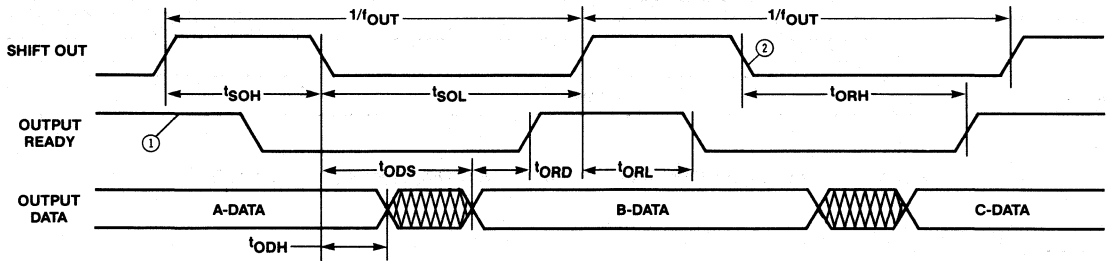 1/fOUT 1/fOUT
SHIFT OUT
②
tSOH tSOL tORH
OUTPUT
READY
①
tODS tORD tORL
OUTPUT
DATA
A-DATA B-DATA C-DATA
tODH